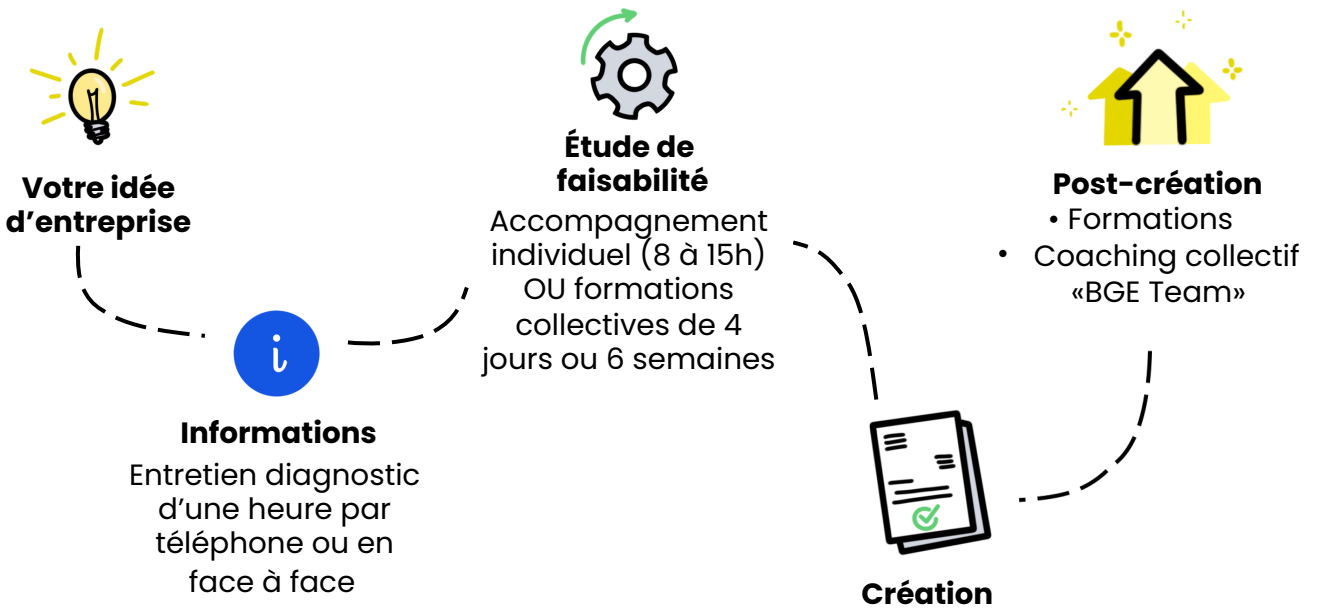 Votre idée
d’entreprise
Informations
Entretien diagnostic
d’une heure par
téléphone ou en
face à face
Étude de
faisabilité
Accompagnement
individuel (8 à 15h)
OU formations
collectives de 4
jours ou 6 semaines
Création
Post-création
• Formations
• Coaching collectif
«BGE Team»